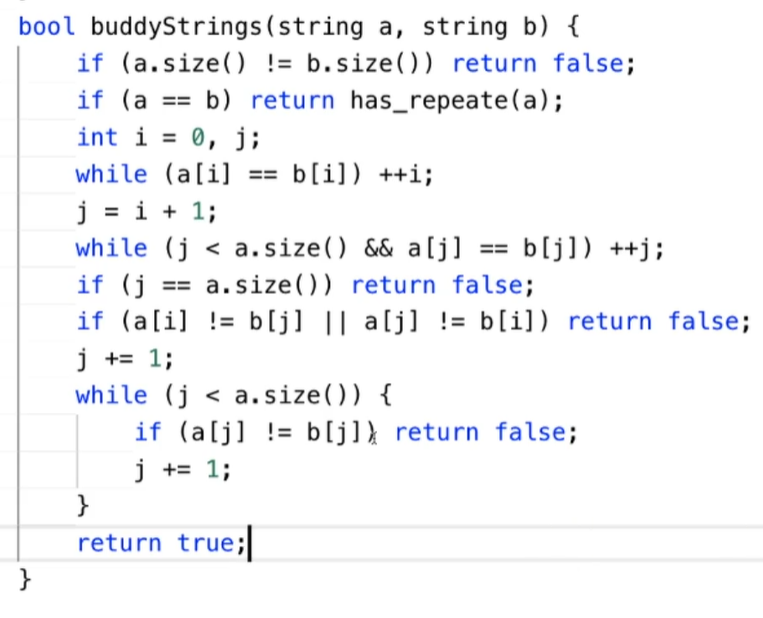 bool buddyStrings(string a, string b) {
    if (a.size() != b.size()) return false;
    if (a == b) return has_repeate(a);
    int i = 0, j;
    while (a[i] == b[i]) ++i;
    j = i + 1;
    while (j < a.size() && a[j] == b[j]) ++j;
    if (j == a.size()) return false;
    if (a[i] != b[j] || a[j] != b[i]) return false;
    j += 1;
    while (j < a.size()) {
        if (a[j] != b[j]) return false;
        j += 1;
    }
    return true;
}